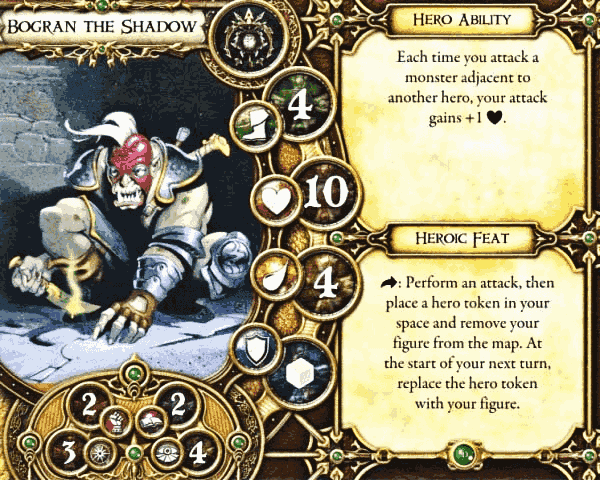 Bogran the Shadow
4
10
4
2 2
3 4
Hero Ability
Each time you attack a
monster adjacent to
another hero, your attack
gains +1 ♥.
Heroic Feat
: Perform an attack, then
place a hero token in your
space and remove your
figure from the map. At
the start of your next turn,
replace the hero token
with your figure.